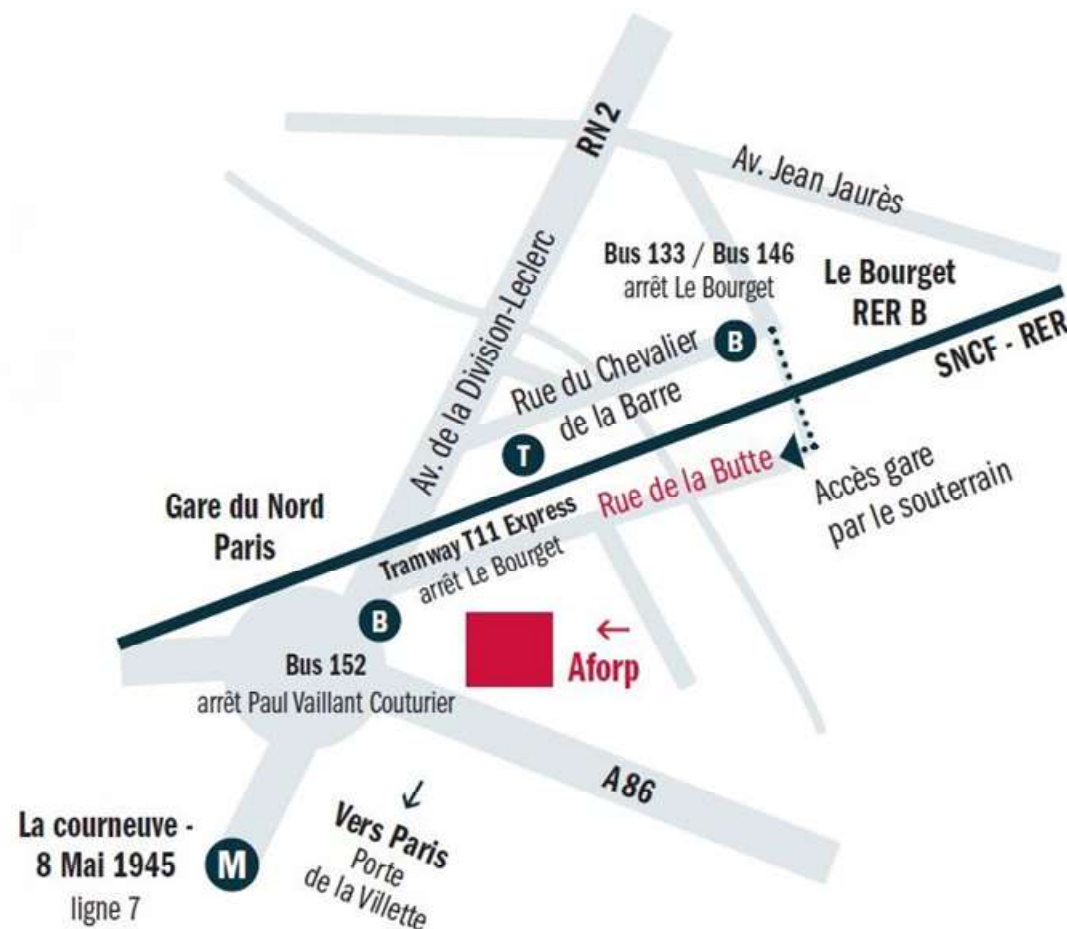 RN 2
Av. Jean Jaurès
Av. de la Division-Leclerc
Bus 133 / Bus 146
arrêt Le Bourget
B
Le Bourget
RER B
SNCF - RER
Rue du Chevalier
de la Barre
T
Rue de la Butte
Accès gare
par le souterrain
Gare du Nord
Paris
Tramway T11 Express
arrêt Le Bourget
B
Bus 152
arrêt Paul Vaillant Couturier
←
Aforp
A86
La courneuve -
8 Mai 1945
ligne 7
M
Vers Paris
Porte
de la Villette